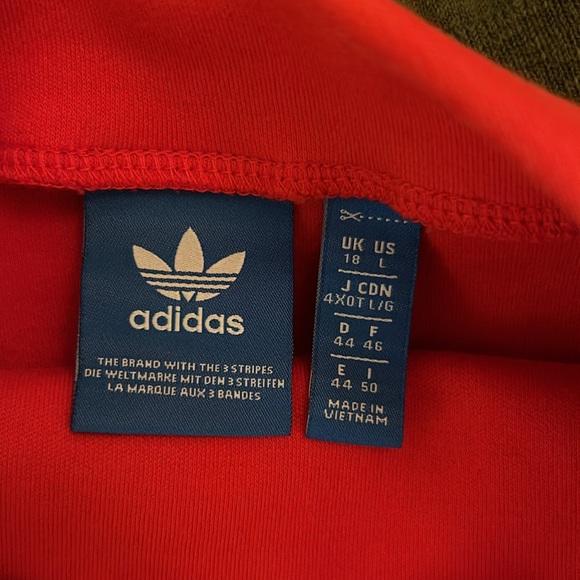 adidas
THE BRAND WITH THE 3 STRIPES
DIE WELTMARKE MIT DEN 3 STREIFEN
LA MARQUE AUX 3 BANDES
UK US
18 L
J CDN
4XOT L/G
D F
44 46
E I
44 50
MADE IN
VIETNAM